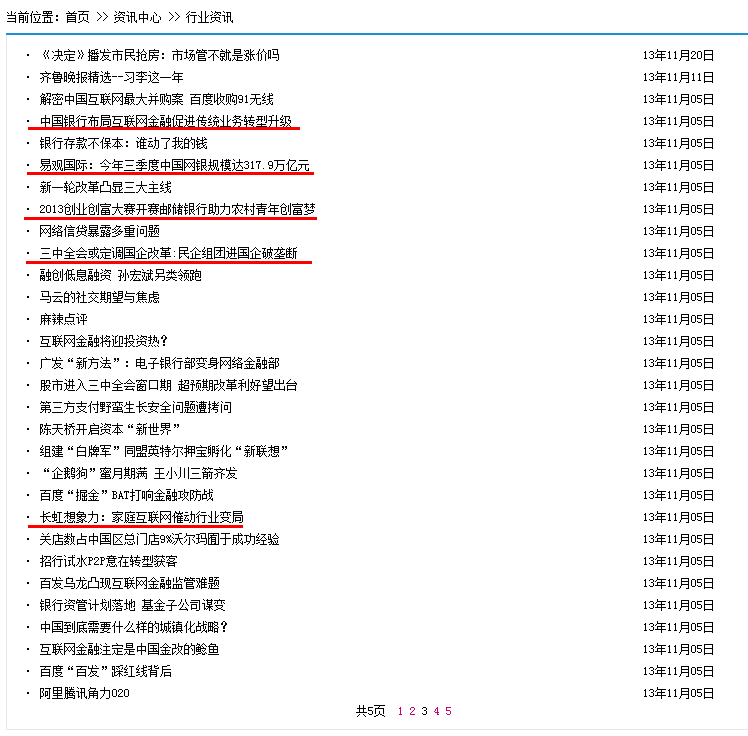 当前位置：首页 >> 资讯中心 >> 行业资讯
· 《决定》播发市民抢房：市场管不就是涨价吗 13年11月20日
· 齐鲁晚报精选--习李这一年 13年11月11日
· 解密中国互联网最大并购案 百度收购91无线 13年11月05日
· 中国银行布局互联网金融促进传统业务转型升级 13年11月05日
· 银行存款不保本：谁动了我的钱 13年11月05日
· 易观国际：今年三季度中国网银规模达317.9万亿元 13年11月05日
· 新一轮改革凸显三大主线 13年11月05日
· 2013创业创富大赛开赛邮储银行助力农村青年创富梦 13年11月05日
· 网络信贷暴露多重问题 13年11月05日
· 三中全会或定调国企改革:民企组团进国企破垄断 13年11月05日
· 融创低息融资 孙宏斌另类领跑 13年11月05日
· 马云的社交期望与焦虑 13年11月05日
· 麻辣点评 13年11月05日
· 互联网金融将迎投资热? 13年11月05日
· 广发“新方法”：电子银行部变身网络金融部 13年11月05日
· 股市进入三中全会窗口期 超预期改革利好望出台 13年11月05日
· 第三方支付野蛮生长安全问题遭拷问 13年11月05日
· 陈天桥开启资本“新世界” 13年11月05日
· 组建“白牌军”同盟英特尔押宝孵化“新联想” 13年11月05日
· “企鹅狗”蜜月期满 王小川三箭齐发 13年11月05日
· 百度“掘金”BAT打响金融攻防战 13年11月05日
· 长虹想象力：家庭互联网催动行业变局 13年11月05日
· 关店数占中国区总门店9%沃尔玛囿于成功经验 13年11月05日
· 招行试水P2P意在转型获客 13年11月05日
· 百发乌龙凸现互联网金融监管难题 13年11月05日
· 银行资管计划落地 基金子公司谋变 13年11月05日
· 中国到底需要什么样的城镇化战略? 13年11月05日
· 互联网金融注定是中国金改的鲶鱼 13年11月05日
· 百度“百发”踩红线背后 13年11月05日
· 阿里腾讯角力O2O 13年11月05日
共5页 1 2 3 4 5